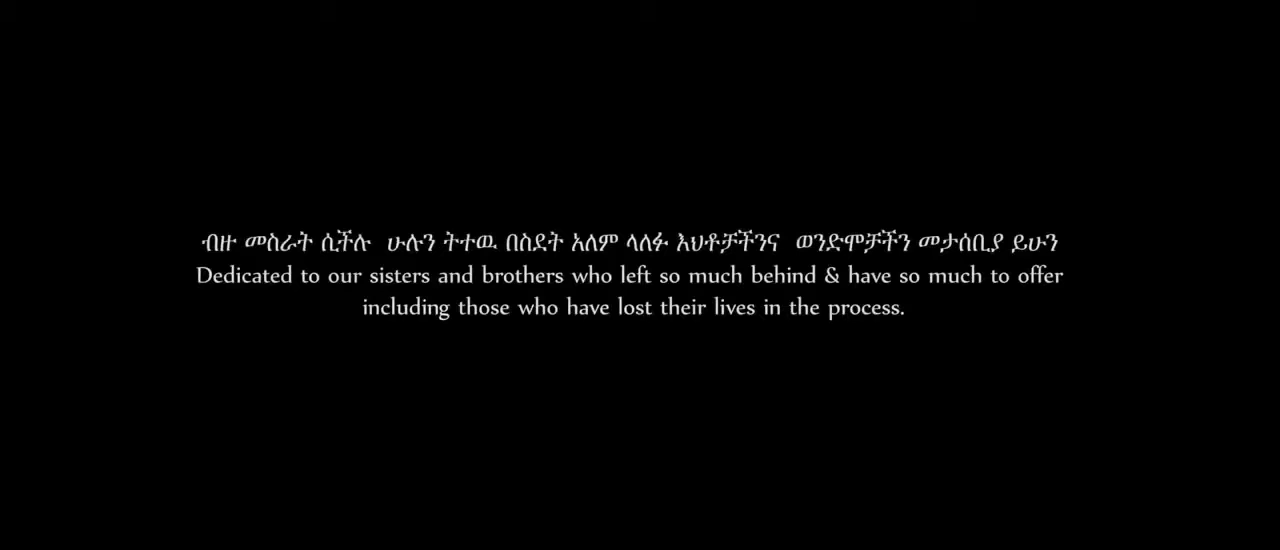 ብዙ መስራት ሲችሉ ሁሉን ትተዉ በስደት አለም ላለፉ እህቶቻችንና ወንድሞቻችን መታሰቢያ ይሁን
Dedicated to our sisters and brothers who left so much behind & have so much to offer
including those who have lost their lives in the process.